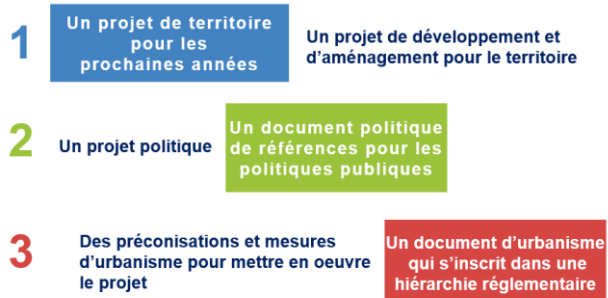 1
Un projet de territoire
pour les
prochaines années
Un projet de développement et
d'aménagement pour le territoire
2
Un projet politique
Un document politique
de références pour les
politiques publiques
3
Des préconisations et mesures
d'urbanisme pour mettre en oeuvre
le projet
Un document d'urbanisme
qui s'inscrit dans une
hiérarchie réglementaire